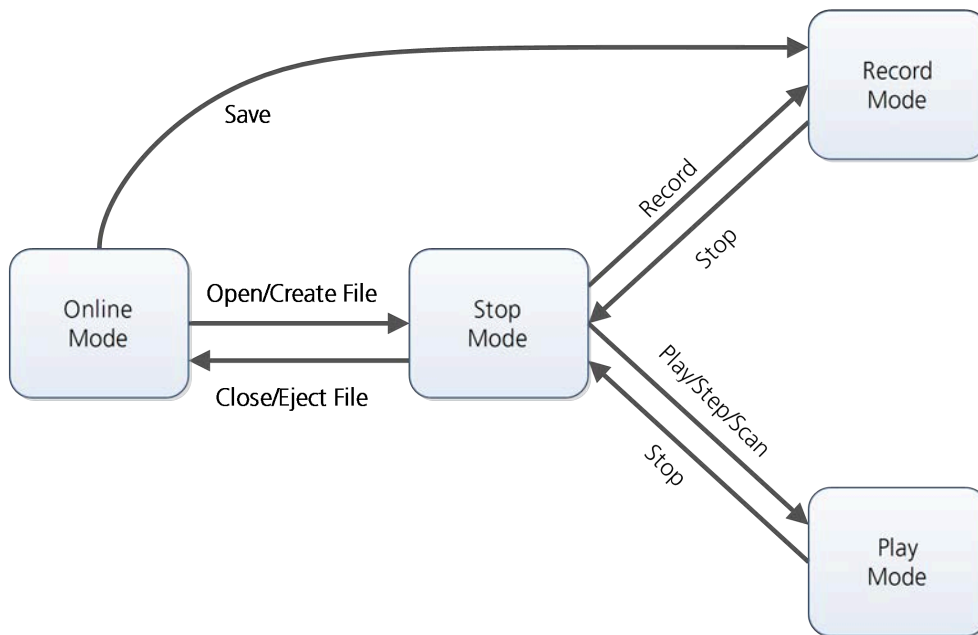 Record
Mode
Save
Record
Stop
Online
Mode
Open/Create File
Stop
Mode
Close/Eject File
Play/Step/Scan
Stop
Play
Mode